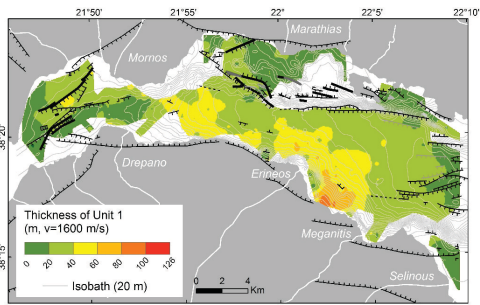 21°50' 21°55' 22°0' 22°5' 22°10'
Marathias
Mornos
38°20'
Drepano
Erineos
Meganitis
38°15'
Selinous
Thickness of Unit 1
(m, v=1600 m/s)
0 20 40 60 80 100 126
Isobath (20 m)
0 2 4
Km